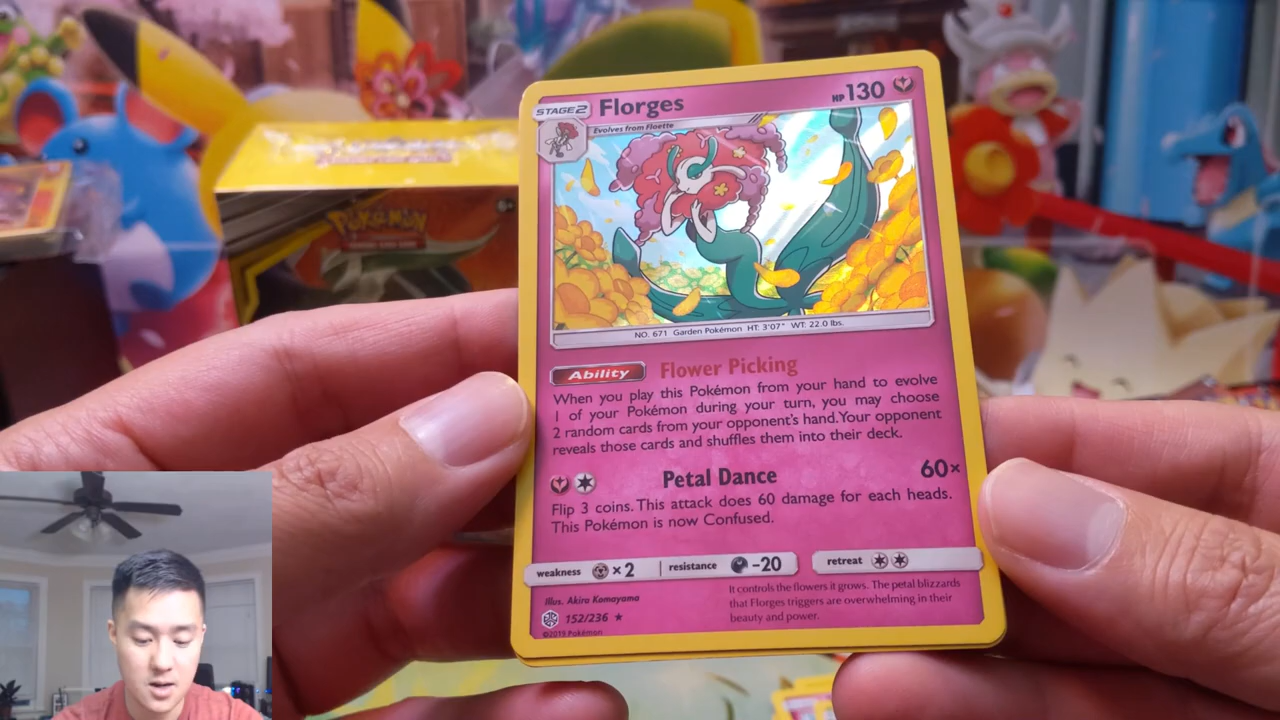 STAGE2
Florges
HP 130
Evolves from Floette
NO. 671 Garden Pokémon HT: 3'07" WT: 22.0 lbs.
Ability Flower Picking
When you play this Pokémon from your hand to evolve
1 of your Pokémon during your turn, you may choose
2 random cards from your opponent's hand. Your opponent
reveals those cards and shuffles them into their deck.
Petal Dance 60×
Flip 3 coins. This attack does 60 damage for each heads.
This Pokémon is now Confused.
weakness ×2 resistance -20 retreat
Illus. Akira Komayama
152/236
©2019 Pokémon
It controls the flowers it grows. The petal blizzards
that Florges triggers are overwhelming in their
beauty and power.
POKÉMON